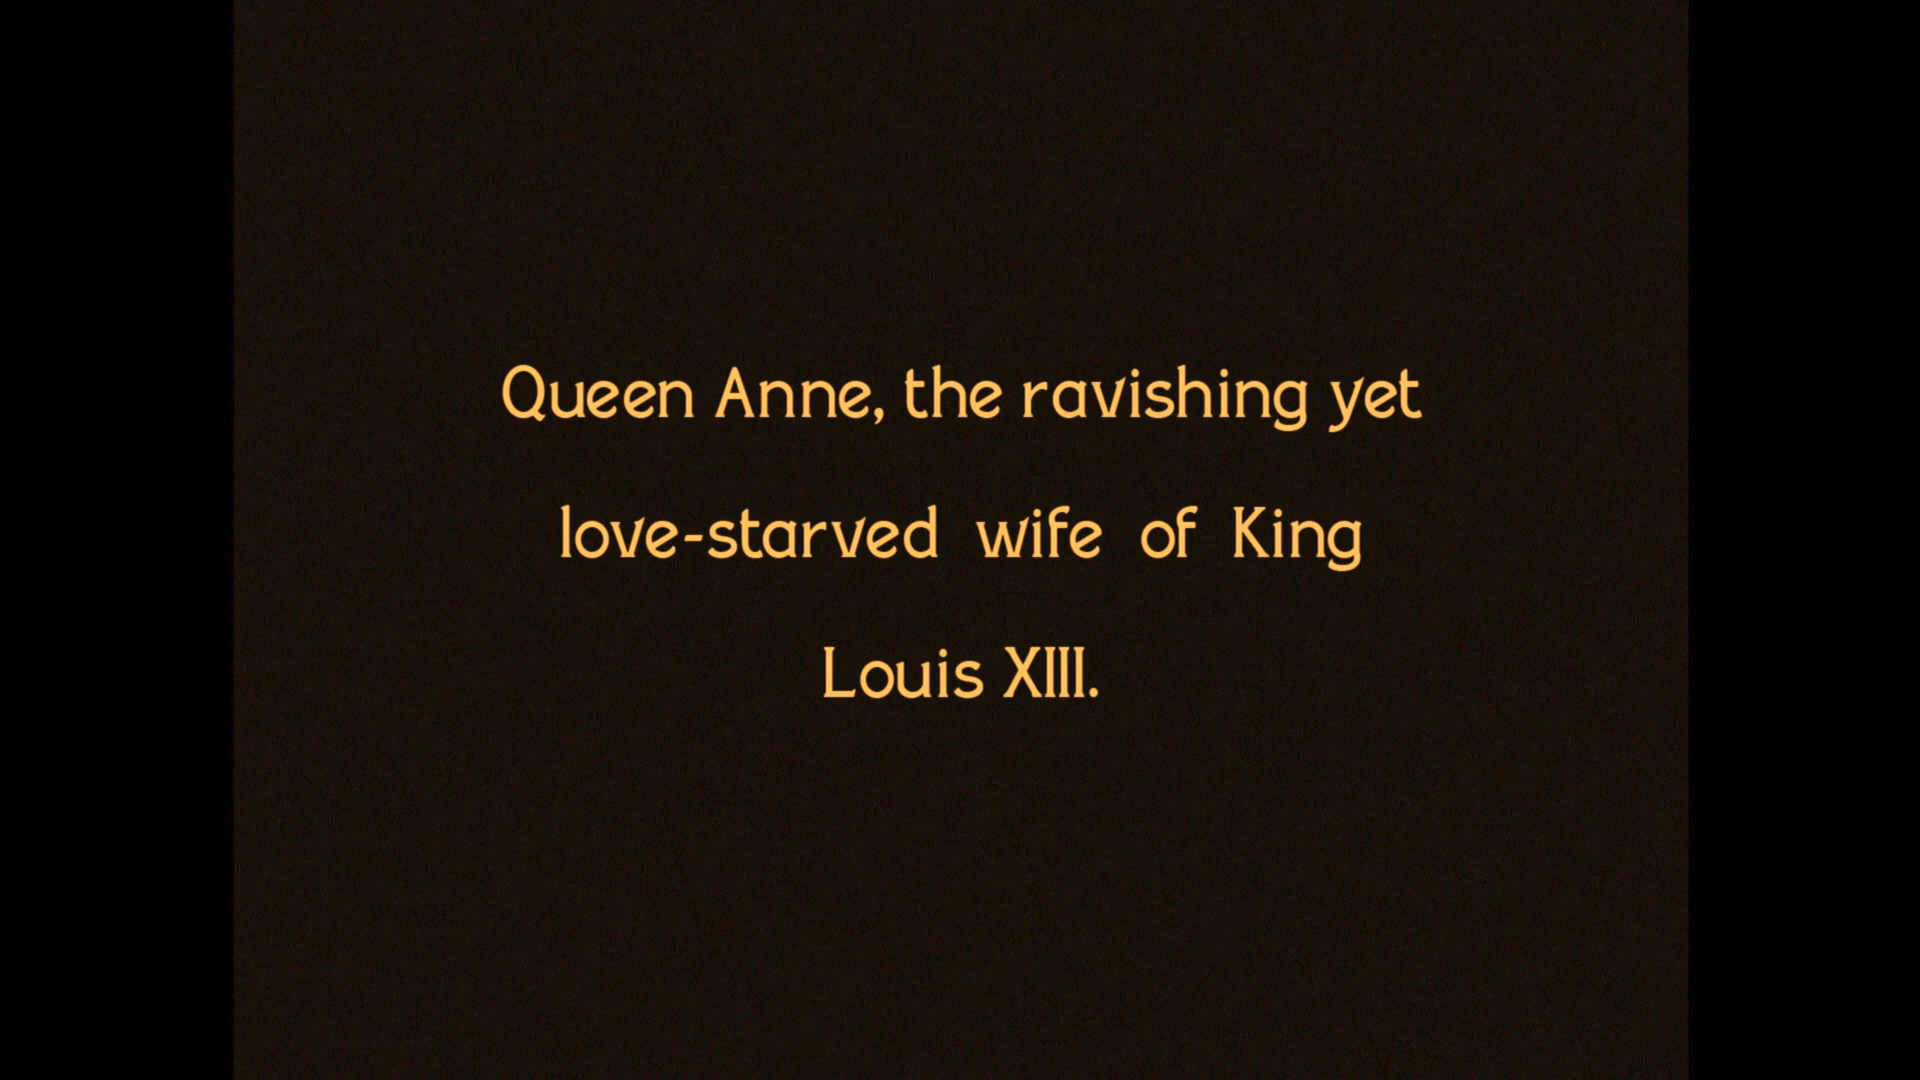 Queen Anne, the ravishing yet
love-starved wife of King
Louis XIII.